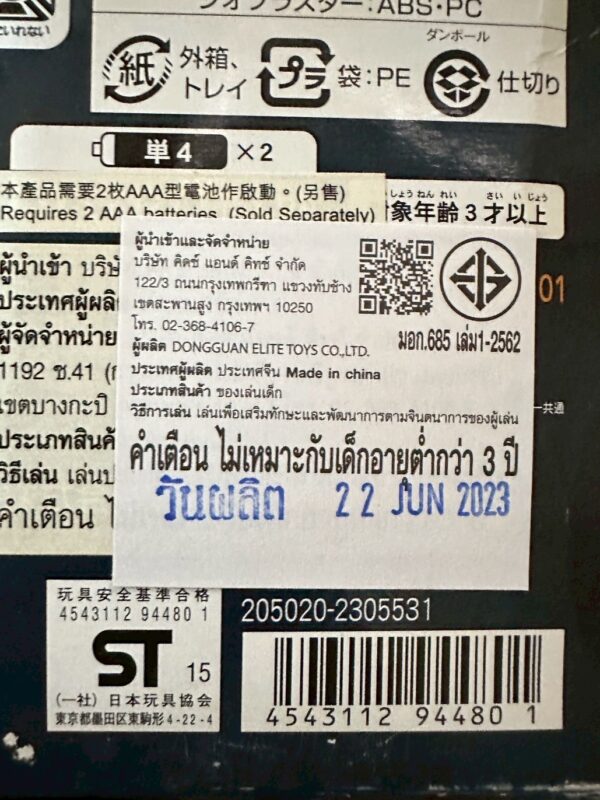 ABS・PC
紙
外箱、
トレイ
プラ
袋:PE
ダンボール
仕切り
単4 ×2
本產品需要2枚AAA型電池作啟動。(另售)
Requires 2 AAA batteries. (Sold Separately)
しょう ねん れい さい い じょう
対象年齢 3 才以上
ผู้นำเข้า บริษั
ประเทศผู้ผลิ
ผู้จัดจำหน่าย
1192 ซ.41
เขตบางกะปิ
ประเภทสินค้
วิธีเล่น เล่นป
คำเตือน ไ
01
共通
ผู้นำเข้าและจัดจำหน่าย
บริษัท คิดซ์ แอนด์ คิทซ์ จำกัด
122/3 ถนนกรุงเทพกรีฑา แขวงทับช้าง
เขตสะพานสูง กรุงเทพฯ 10250
โทร. 02-368-4106-7
ผู้ผลิต DONGGUAN ELITE TOYS CO.,LTD.
มอก.685 เล่ม1-2562
ประเทศผู้ผลิต ประเทศจีน Made in china
ประเภทสินค้า ของเล่นเด็ก
วิธีการเล่น เล่นเพื่อเสริมทักษะและพัฒนาการตามจินตนาการของผู้เล่น
คำเตือน ไม่เหมาะกับเด็กอายุต่ำกว่า 3 ปี
วันผลิต 22 JUN 2023
玩具安全基準合格
4543112 94480 1
ST 15
(一社) 日本玩具協会
東京都墨田区東駒形4-22-4
205020-2305531
4543112 944801